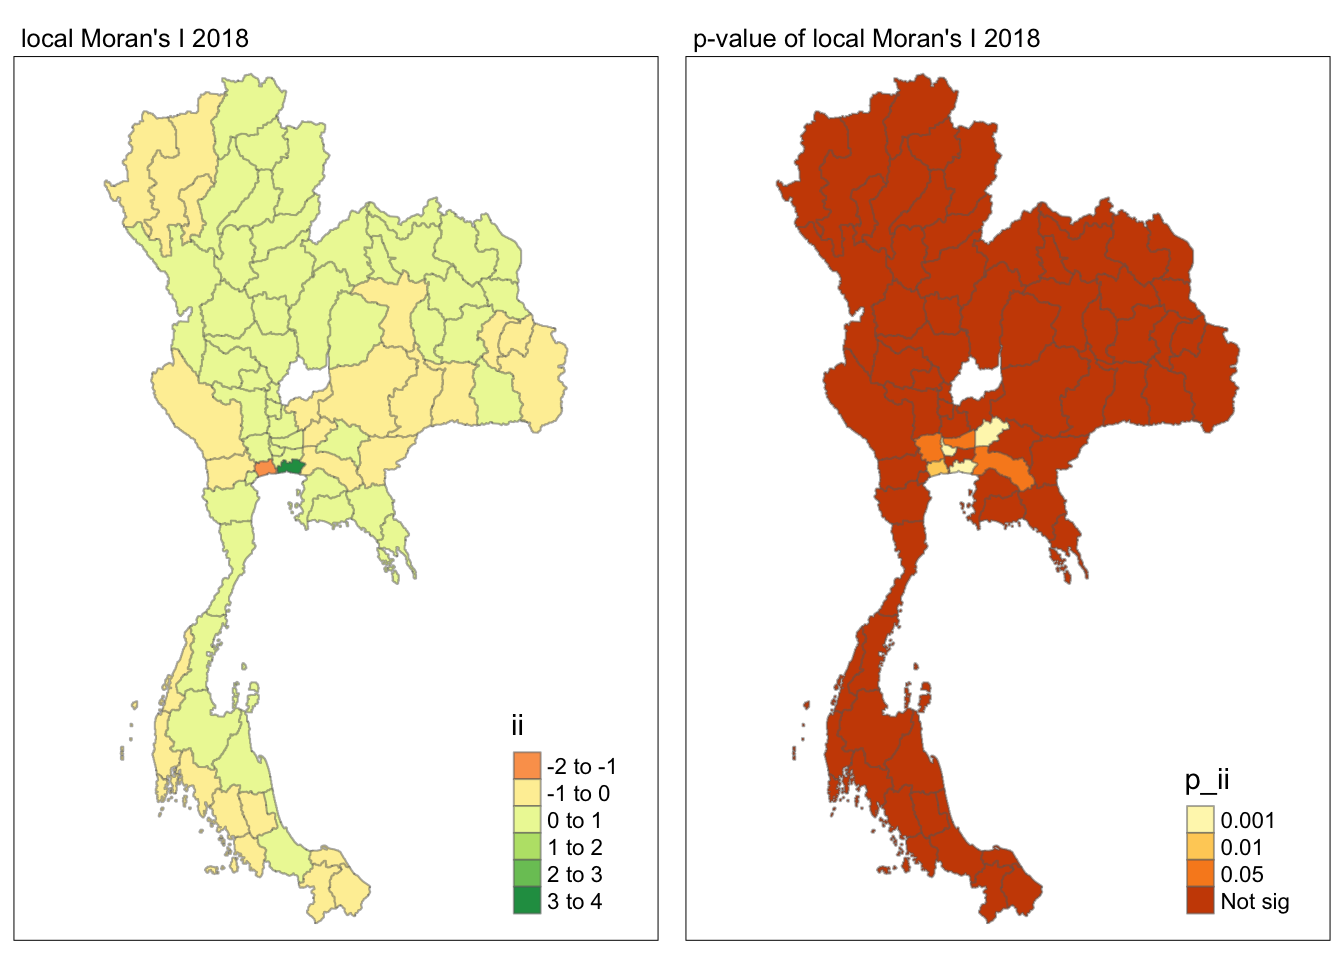 local Moran's I 2018
ii
-2 to -1
-1 to 0
0 to 1
1 to 2
2 to 3
3 to 4
p-value of local Moran's I 2018
p_ii
0.001
0.01
0.05
Not sig